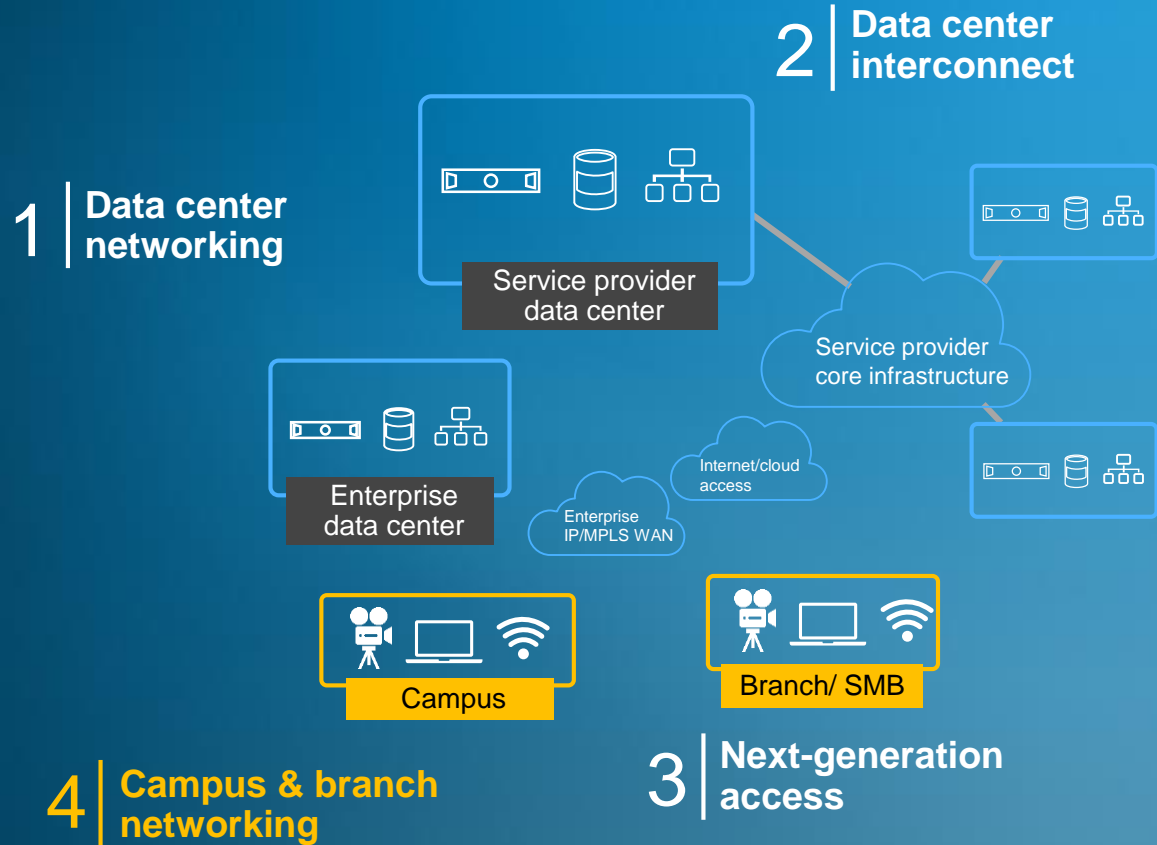 2
Data center
interconnect
1
Data center
networking
Service provider
data center
Service provider
core infrastructure
Enterprise
data center
Internet/cloud
access
Enterprise
IP/MPLS WAN
Campus
Branch/ SMB
4
Campus & branch
networking
3
Next-generation
access